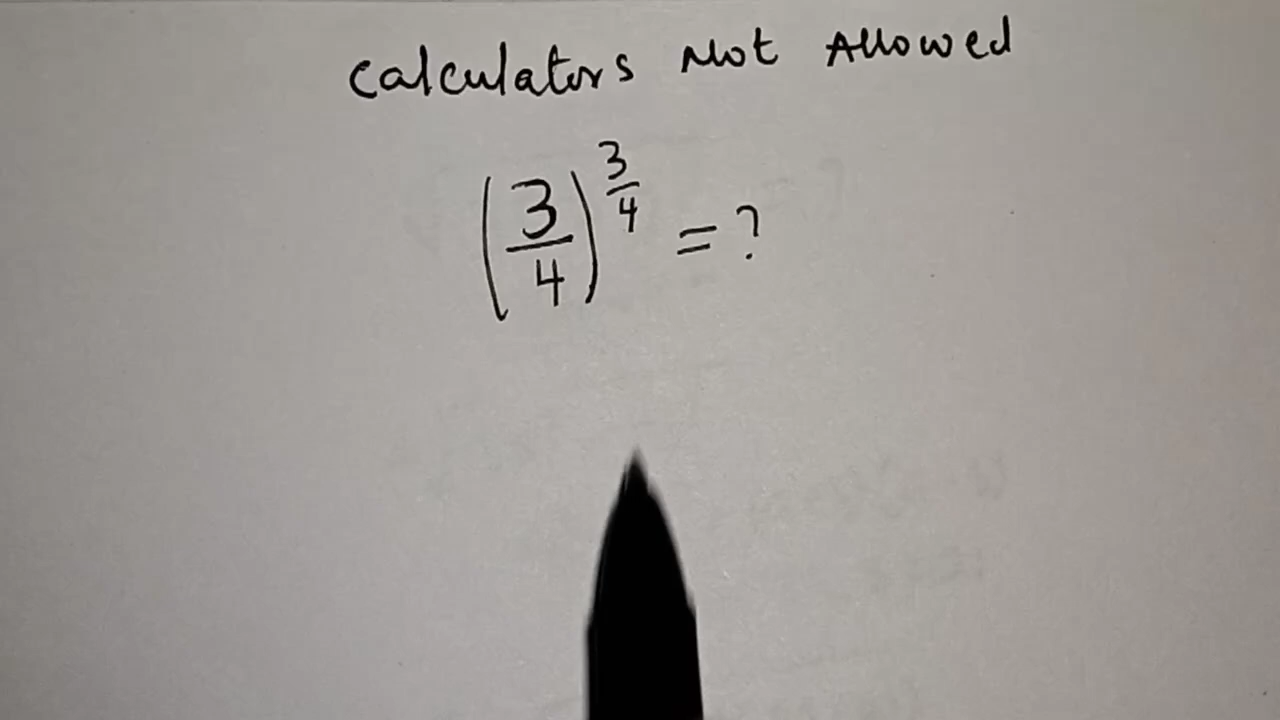 Calculators Not Allowed
(3/4)^(3/4) = ?